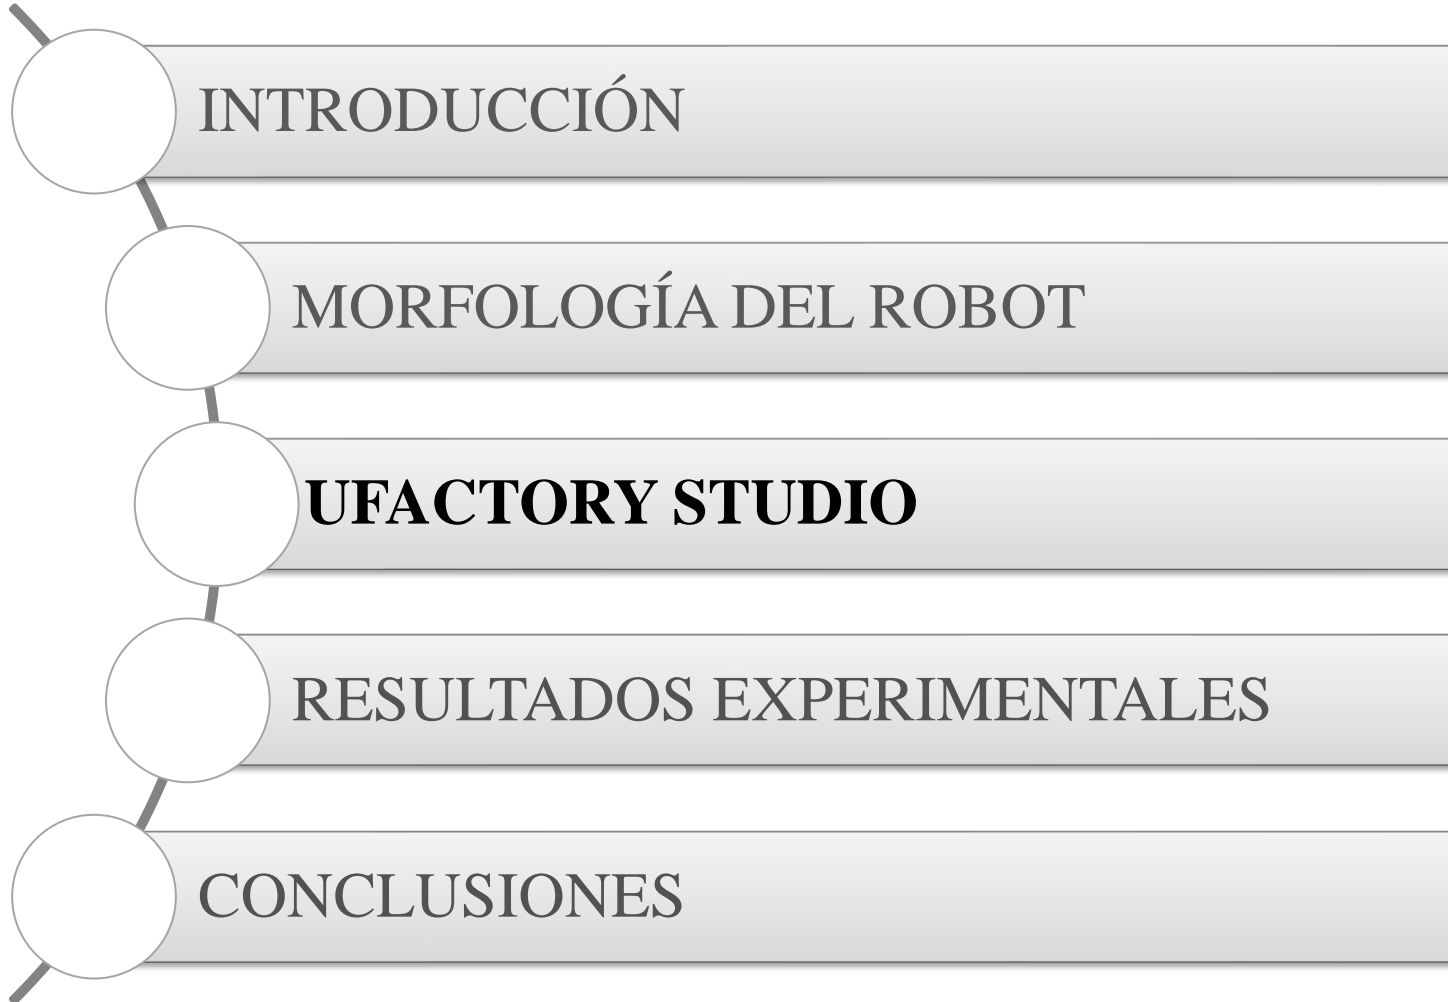 INTRODUCCIÓN
MORFOLOGÍA DEL ROBOT
UFACTORY STUDIO
RESULTADOS EXPERIMENTALES
CONCLUSIONES